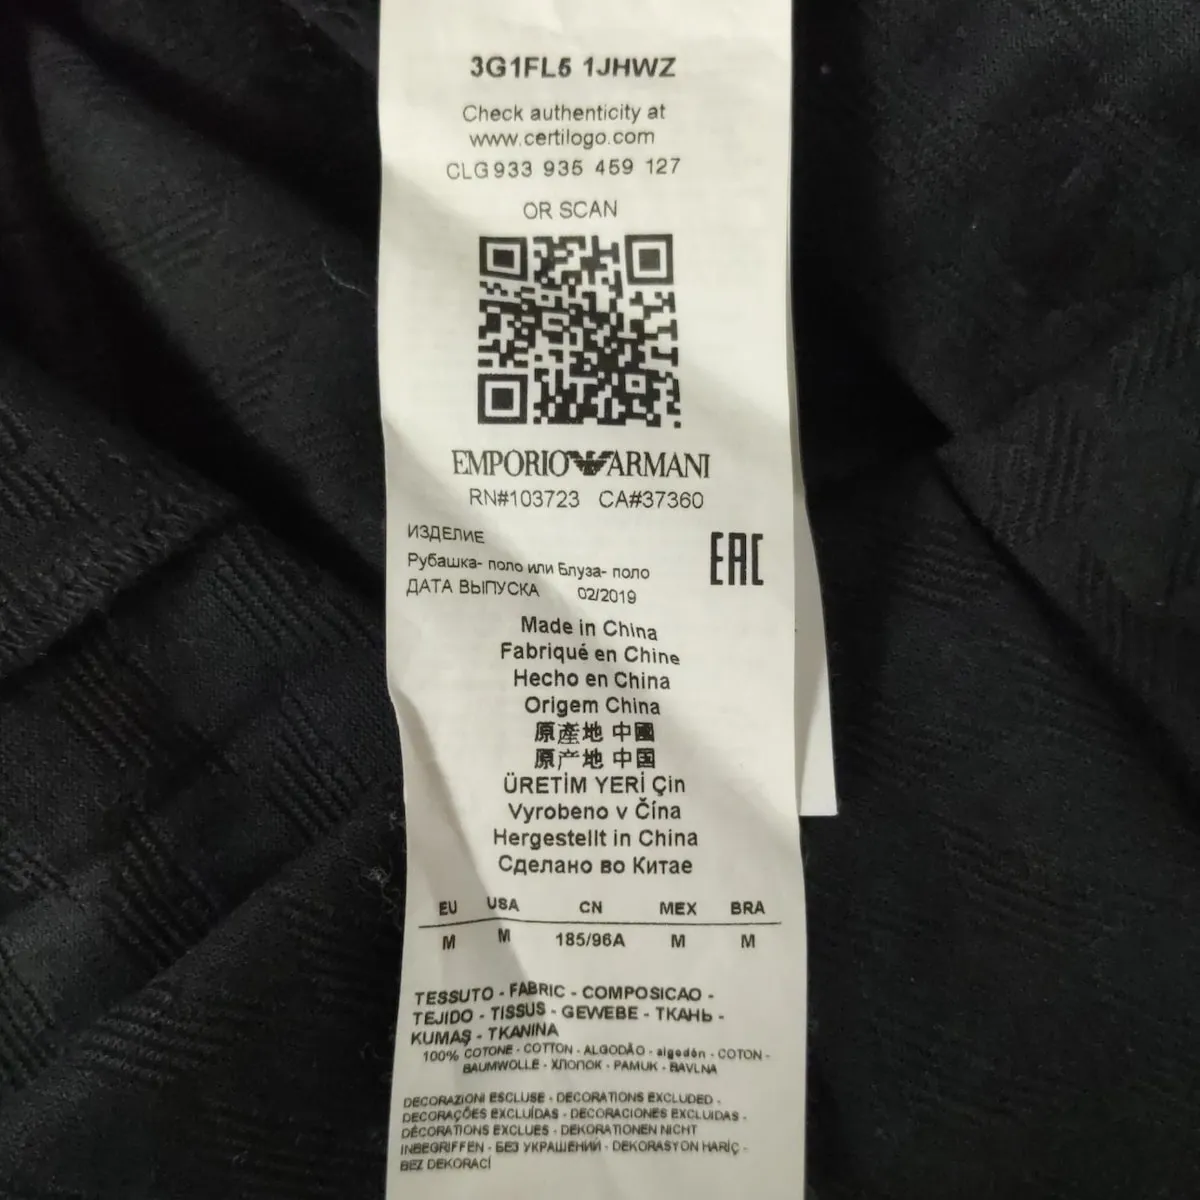 3G1FL5 1JHWZ
Check authenticity at
www.certilogo.com
CLG 933 935 459 127
OR SCAN
EMPORIO ARMANI
RN#103723 CA#37360
ИЗДЕЛИЕ
Рубашка- поло или Блуза- поло
EAC
ДАТА ВЫПУСКА 02/2019
Made in China
Fabriqué en Chine
Hecho en China
Origem China
原產地 中國
原产地 中国
ÜRETİM YERİ Çin
Vyrobeno v Čína
Hergestellt in China
Сделано во Китае
EU USA CN MEX BRA
M M 185/96A M M
TESSUTO - FABRIC - COMPOSICAO -
TEJIDO - TISSUS - GEWEBE - ТКАНЬ -
KUMAŞ - TKANINA
100% COTONE - COTTON - ALGODÃO - algodón - COTON -
BAUMWOLLE - ХЛОПОК - PAMUK - BAVLNA
DECORAZIONI ESCLUSE - DECORATIONS EXCLUDED -
DECORAÇÕES EXCLUÍDAS - DECORACIONES EXCLUIDAS -
DÉCORATIONS EXCLUES - DEKORATIONEN NICHT
INBEGRIFFEN - БЕЗ УКРАШЕНИЙ - DEKORASYON HARİÇ -
BEZ DEKORACÍ